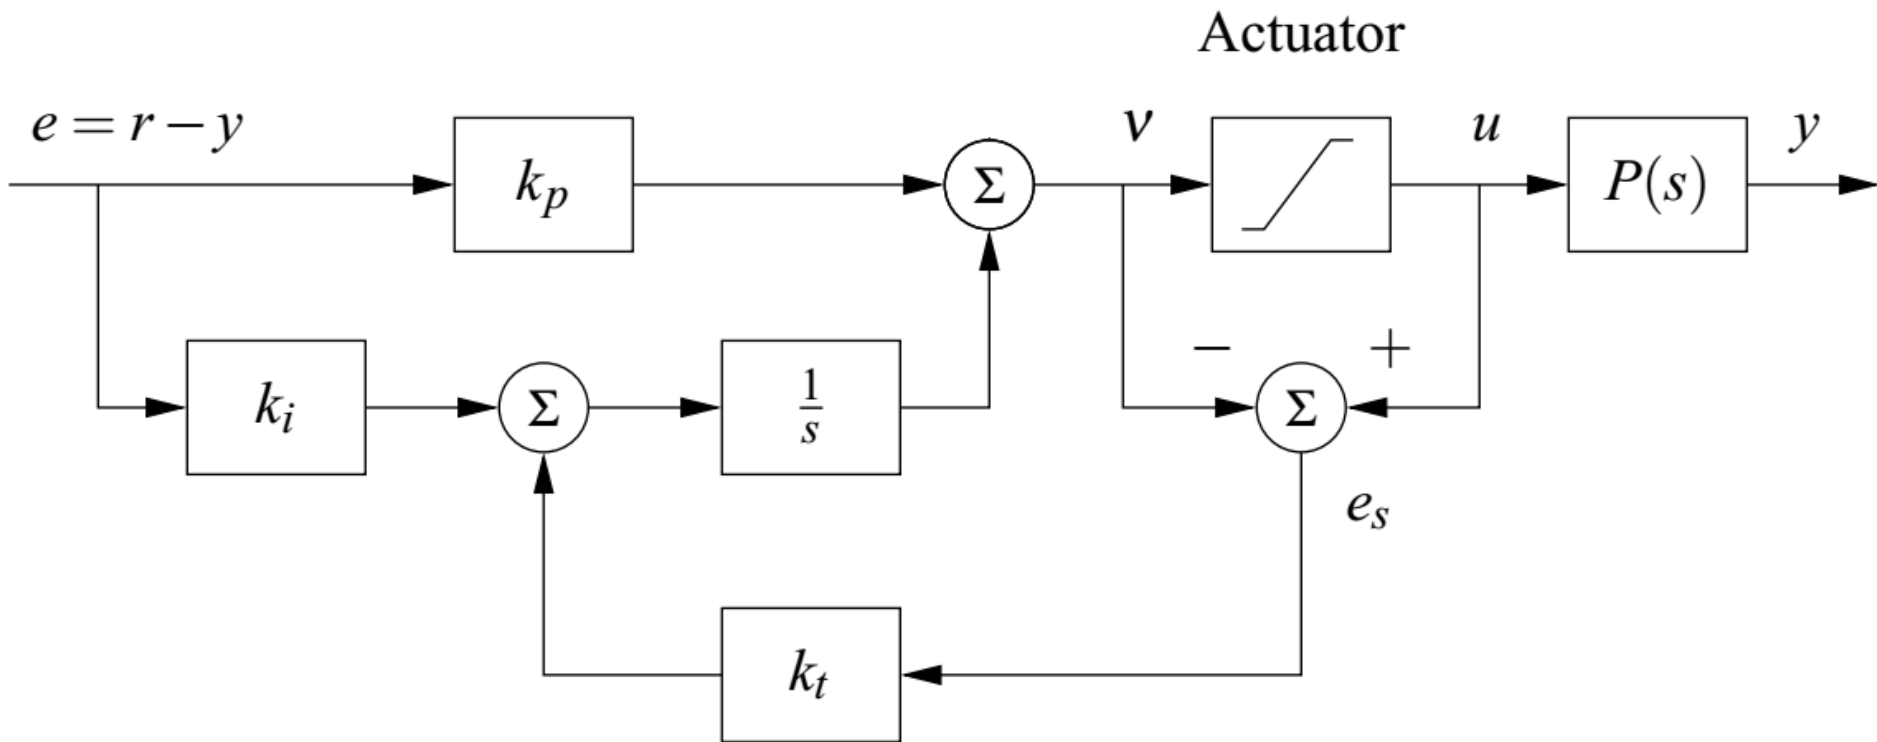 Actuator
e = r − y
k_p
Σ
ν
u
P(s)
y
− +
k_i
Σ
1/s
Σ
e_s
k_t